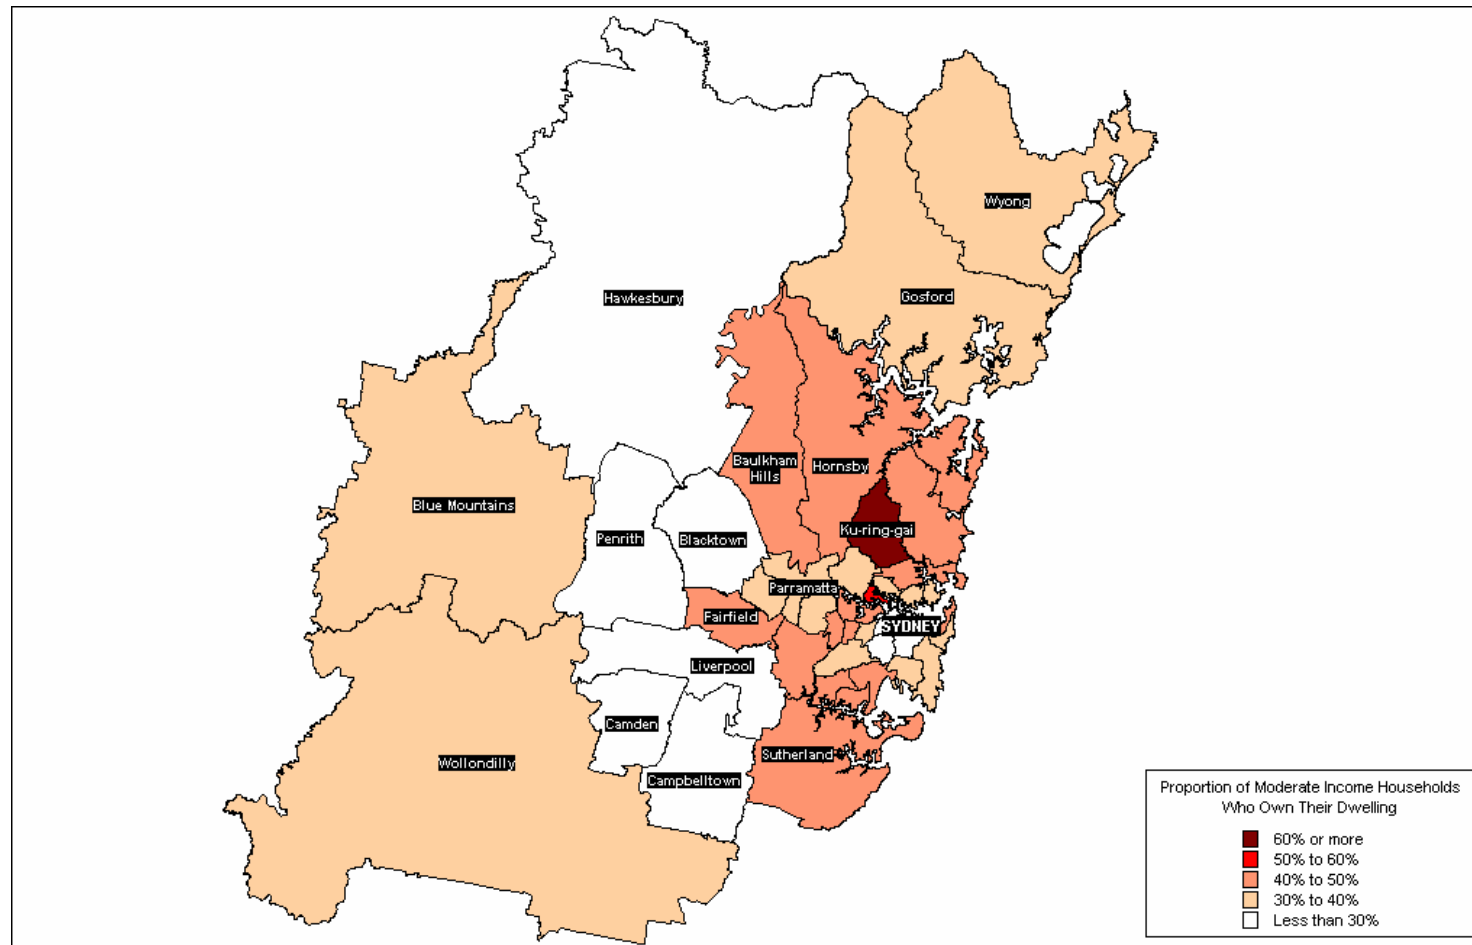 Wyong
Hawkesbury
Gosford
Baulkham
Hills
Hornsby
Blue Mountains
Ku-ring-gai
Penrith
Blacktown
Parramatta
Fairfield
SYDNEY
Liverpool
Camden
Sutherland
Wollondilly
Campbelltown
Proportion of Moderate Income Households
Who Own Their Dwelling
60% or more
50% to 60%
40% to 50%
30% to 40%
Less than 30%